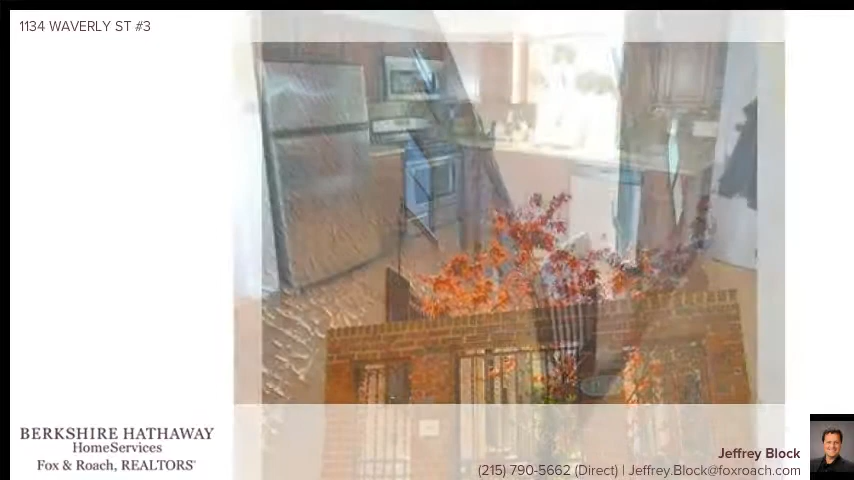 1134 WAVERLY ST #3
BERKSHIRE HATHAWAY
HomeServices
Fox & Roach, REALTORS®
Jeffrey Block
(215) 790-5662 (Direct) | Jeffrey.Block@foxroach.com